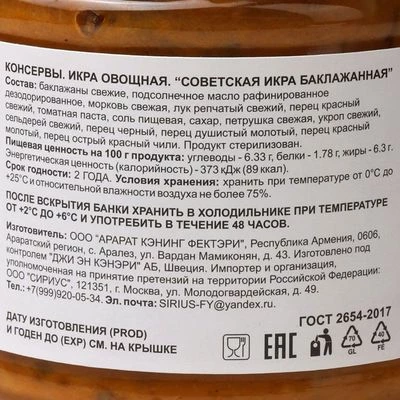 КОНСЕРВЫ. ИКРА ОВОЩНАЯ. “СОВЕТСКАЯ ИКРА БАКЛАЖАННАЯ”
Состав: баклажаны свежие, подсолнечное масло рафинированное
дезодорированное, морковь свежая, лук репчатый свежий, перец красный
свежий, томатная паста, соль пищевая, сахар, петрушка свежая, укроп свежий,
сельдерей свежий, перец черный, перец душистый молотый, перец красный
молотый, перец острый красный чили. Продукт стерилизован.
Пищевая ценность на 100 г продукта: углеводы - 6.33 г, белки - 1.78 г, жиры - 6.3 г.
Энергетическая ценность (калорийность) - 373 кДж (89 ккал).
Срок годности: 2 ГОДА. Условия хранения: хранить при температуре от 0°С до
+25°С и относительной влажности воздуха не более 75%.
ПОСЛЕ ВСКРЫТИЯ БАНКИ ХРАНИТЬ В ХОЛОДИЛЬНИКЕ ПРИ ТЕМПЕРАТУРЕ
ОТ +2°С ДО +6°С И УПОТРЕБИТЬ В ТЕЧЕНИЕ 48 ЧАСОВ.
Изготовитель: ООО "АРАРАТ КЭНИНГ ФЕКТЭРИ", Республика Армения, 0606,
Араратский регион, с. Аралез, ул. Вардан Мамиконян, д. 33. Изготовлено под
контролем "ДЖИ ЭН КЭНЭРИ" АБ, Швеция. Импортер и организация,
уполномоченная на принятие претензий на территории Российской Федерации:
ООО "СИРИУС", 121351, г. Москва, ул. Молодогвардейская, д. 49.
Тел.: +7(999)920-05-34. Эл. почта: SIRIUS-FY@yandex.ru
ДАТУ ИЗГОТОВЛЕНИЯ (PROD)
И ГОДЕН ДО (EXP) СМ. НА КРЫШКЕ
ГОСТ 2654-2017
EAC
70
GL
40
FE